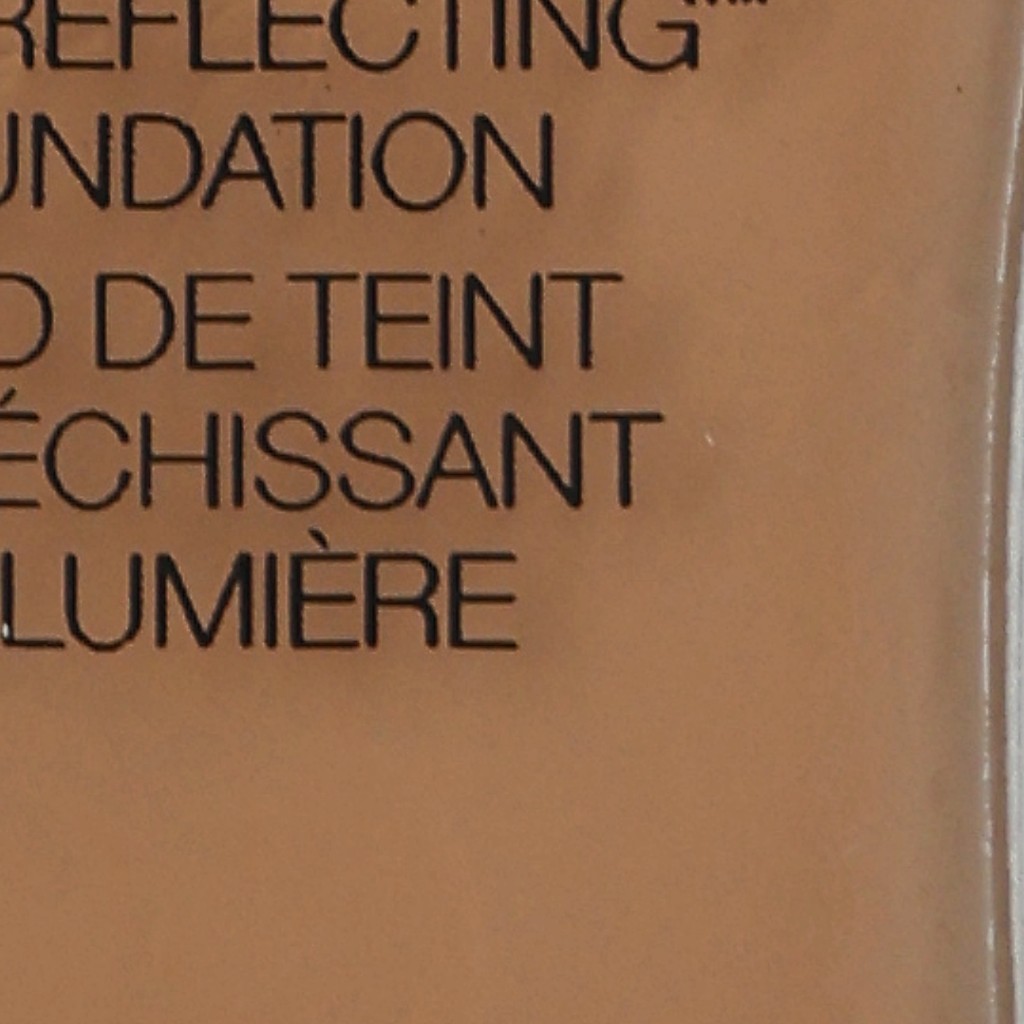 REFLECTING™
UNDATION
D DE TEINT
ÉCHISSANT
LUMIÈRE